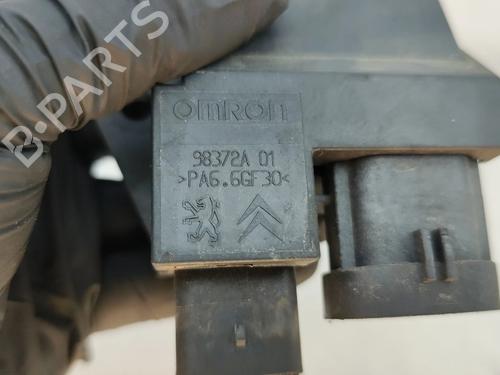 B-PARTS
omron
98372A 01
>PA6.6GF30<